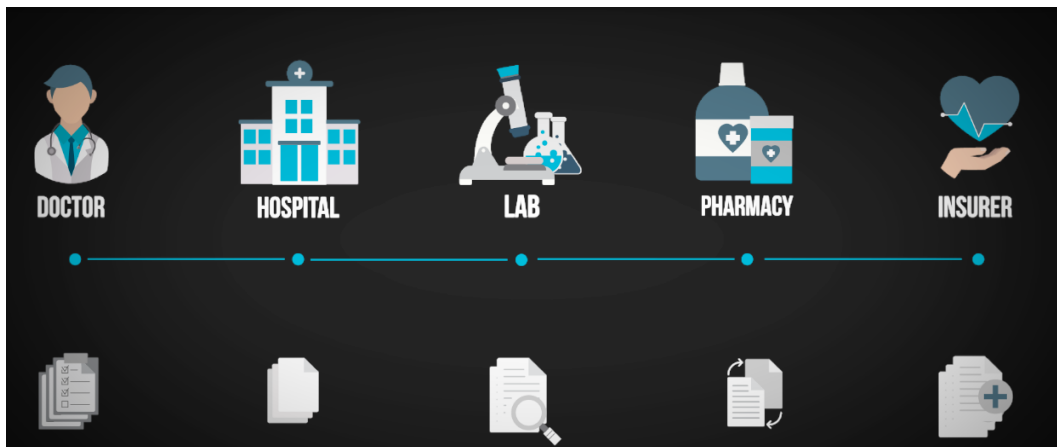 DOCTOR
HOSPITAL
LAB
PHARMACY
INSURER